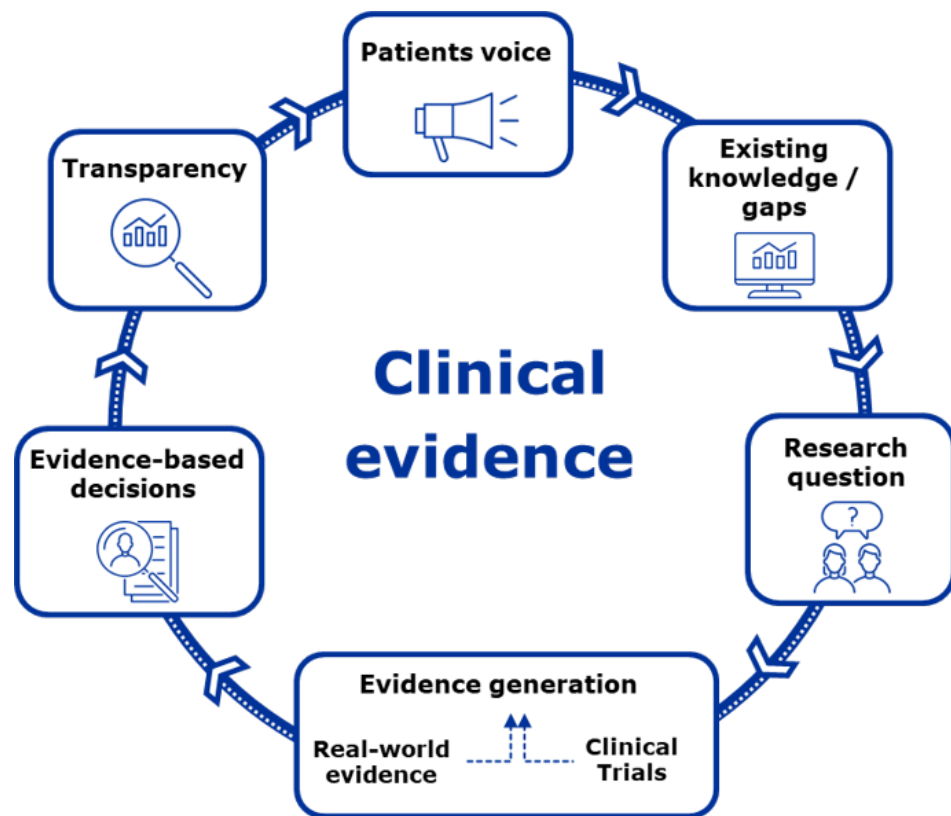 Patients voice
Existing
knowledge /
gaps
Research
question
?
Evidence generation
Real-world
evidence
Clinical
Trials
Evidence-based
decisions
Transparency
Clinical
evidence